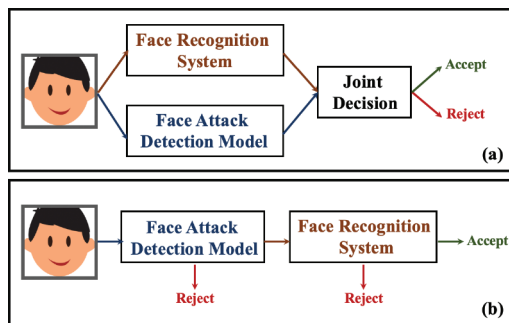 Face Recognition
System
Face Attack
Detection Model
Joint
Decision
Accept
Reject
(a)
Face Attack
Detection Model
Face Recognition
System
Accept
Reject
Reject
(b)